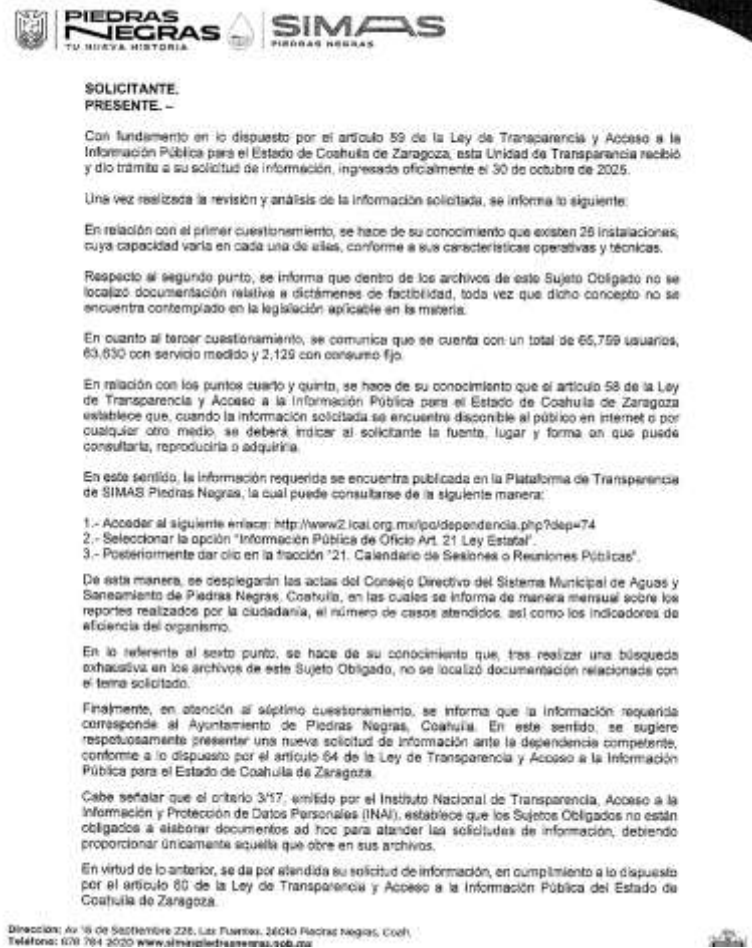 PIEDRAS
NEGRAS
TU NUEVA HISTORIA
SIMAS
PIEDRAS NEGRAS
SOLICITANTE.
PRESENTE. –
Con fundamento en lo dispuesto por el artículo 59 de la Ley de Transparencia y Acceso a la
Información Pública para el Estado de Coahuila de Zaragoza, esta Unidad de Transparencia recibió
y dio trámite a su solicitud de información, ingresada oficialmente el 30 de octubre de 2025.
Una vez realizada la revisión y análisis de la información solicitada, se informa lo siguiente:
En relación con el primer cuestionamiento, se hace de su conocimiento que existen 26 instalaciones,
cuya capacidad varía en cada una de ellas, conforme a sus características operativas y técnicas.
Respecto al segundo punto, se informa que dentro de los archivos de este Sujeto Obligado no se
localizó documentación relativa a dictámenes de factibilidad, toda vez que dicho concepto no se
encuentra contemplado en la legislación aplicable en la materia.
En cuanto al tercer cuestionamiento, se comunica que se cuenta con un total de 65,759 usuarios,
63,630 con servicio medido y 2,129 con consumo fijo.
En relación con los puntos cuarto y quinto, se hace de su conocimiento que el artículo 58 de la Ley
de Transparencia y Acceso a la Información Pública para el Estado de Coahuila de Zaragoza
establece que, cuando la información solicitada se encuentre disponible al público en internet o por
cualquier otro medio, se deberá indicar al solicitante la fuente, lugar y forma en que puede
consultarla, reproducirla o adquirirla.
En este sentido, la información requerida se encuentra publicada en la Plataforma de Transparencia
de SIMAS Piedras Negras, la cual puede consultarse de la siguiente manera:
1.- Acceder al siguiente enlace: http://www2.icai.org.mx/ipo/dependencia.php?dep=74
2.- Seleccionar la opción "Información Pública de Oficio Art. 21 Ley Estatal".
3.- Posteriormente dar clic en la fracción "21. Calendario de Sesiones o Reuniones Públicas".
De esta manera, se desplegarán las actas del Consejo Directivo del Sistema Municipal de Aguas y
Saneamiento de Piedras Negras, Coahuila, en las cuales se informa de manera mensual sobre los
reportes realizados por la ciudadanía, el número de casos atendidos, así como los indicadores de
eficiencia del organismo.
En lo referente al sexto punto, se hace de su conocimiento que, tras realizar una búsqueda
exhaustiva en los archivos de este Sujeto Obligado, no se localizó documentación relacionada con
el tema solicitado.
Finalmente, en atención al séptimo cuestionamiento, se informa que la información requerida
corresponde al Ayuntamiento de Piedras Negras, Coahuila. En este sentido, se sugiere
respetuosamente presentar una nueva solicitud de información ante la dependencia competente,
conforme a lo dispuesto por el artículo 64 de la Ley de Transparencia y Acceso a la Información
Pública para el Estado de Coahuila de Zaragoza.
Cabe señalar que el criterio 3/17, emitido por el Instituto Nacional de Transparencia, Acceso a la
Información y Protección de Datos Personales (INAI), establece que los Sujetos Obligados no están
obligados a elaborar documentos ad hoc para atender las solicitudes de información, debiendo
proporcionar únicamente aquella que obre en sus archivos.
En virtud de lo anterior, se da por atendida su solicitud de información, en cumplimiento a lo dispuesto
por el artículo 60 de la Ley de Transparencia y Acceso a la Información Pública del Estado de
Coahuila de Zaragoza.
Dirección: Av 16 de Septiembre 226, Las Fuentes, 26010 Piedras Negras, Coah.
Teléfono: 878 784 2020 www.simaspiedrasnegras.gob.mx